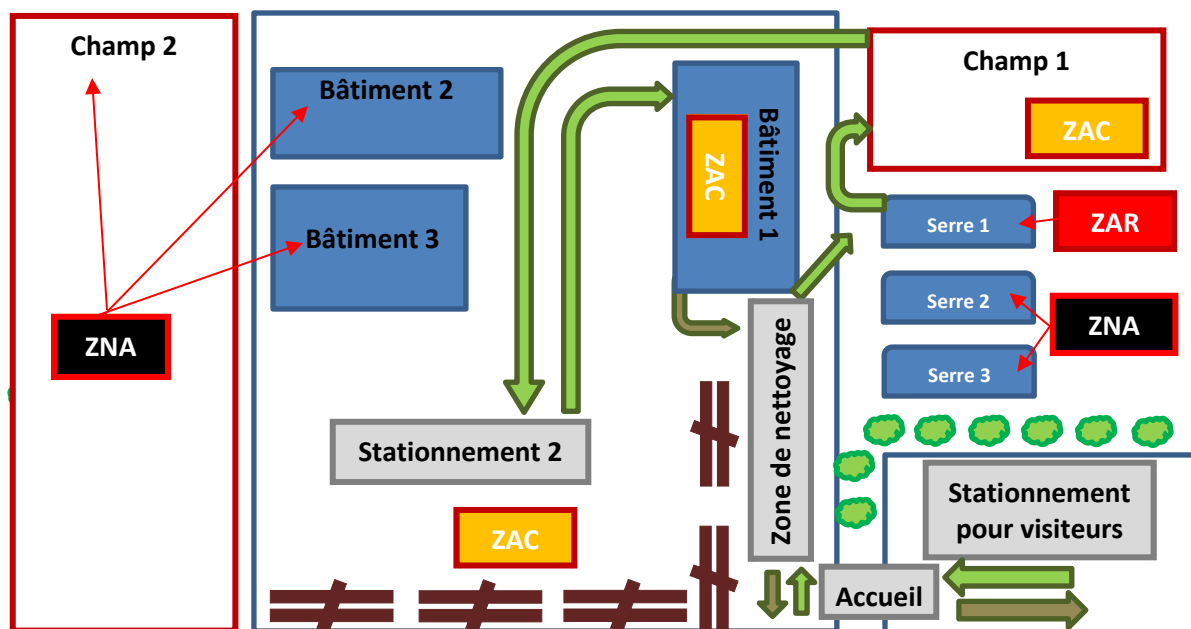 Champ 2
ZNA
Bâtiment 2
Bâtiment 3
Bâtiment 1
ZAC
Stationnement 2
ZAC
Zone de nettoyage
Champ 1
ZAC
Serre 1
ZAR
Serre 2
ZNA
Serre 3
Stationnement
pour visiteurs
Accueil